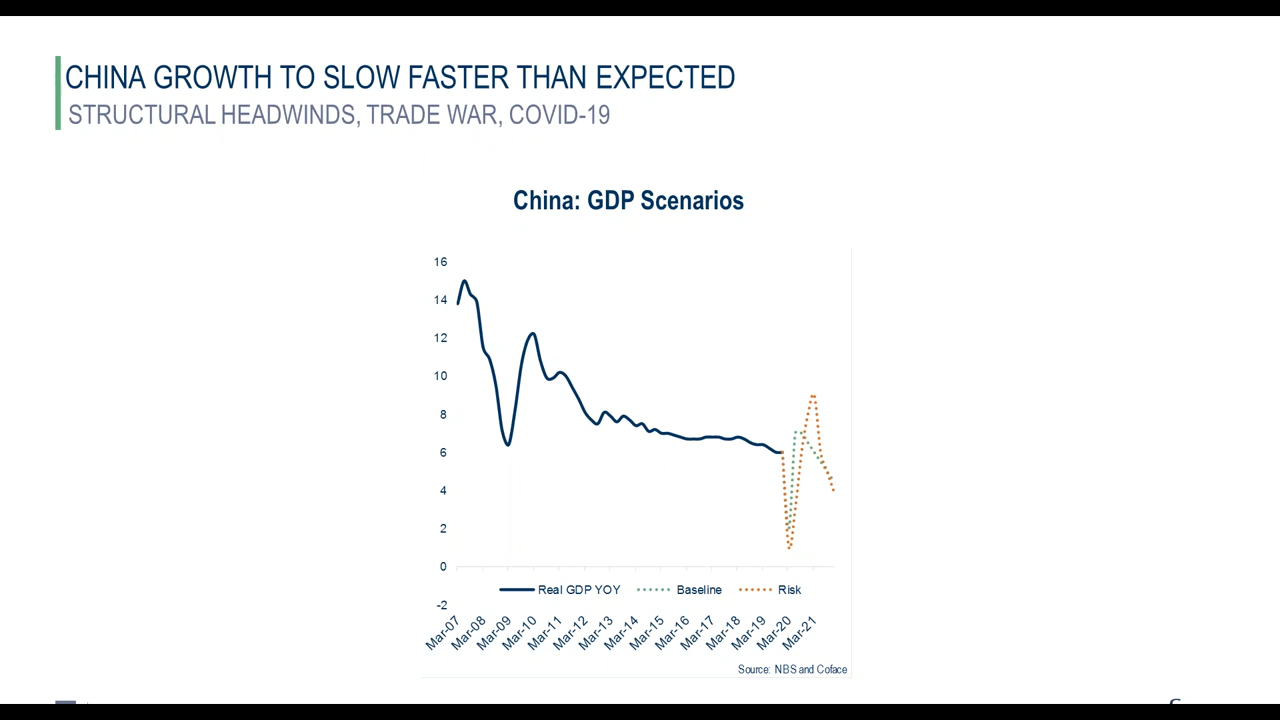 CHINA GROWTH TO SLOW FASTER THAN EXPECTED
STRUCTURAL HEADWINDS, TRADE WAR, COVID-19
China: GDP Scenarios
16
14
12
10
8
6
4
2
0
-2
Real GDP YOY Baseline Risk
Mar-07 Mar-08 Mar-09 Mar-10 Mar-11 Mar-12 Mar-13 Mar-14 Mar-15 Mar-16 Mar-17 Mar-18 Mar-19 Mar-20 Mar-21
Source: NBS and Coface